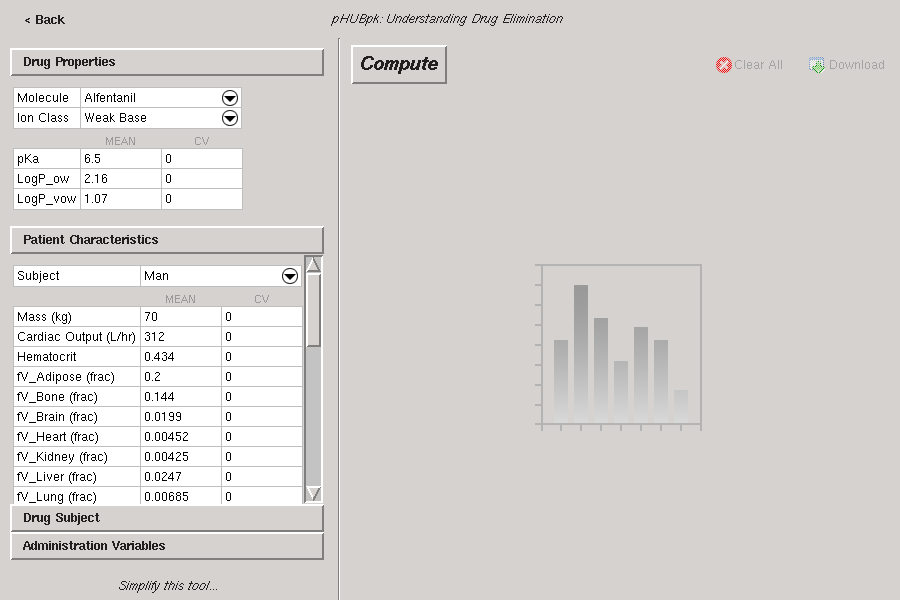 < Back
pHUBpk: Understanding Drug Elimination
Drug Properties
Molecule Alfentanil
Ion Class Weak Base
MEAN CV
pKa 6.5 0
LogP_ow 2.16 0
LogP_vow 1.07 0
Patient Characteristics
Subject Man
MEAN CV
Mass (kg) 70 0
Cardiac Output (L/hr) 312 0
Hematocrit 0.434 0
fV_Adipose (frac) 0.2 0
fV_Bone (frac) 0.144 0
fV_Brain (frac) 0.0199 0
fV_Heart (frac) 0.00452 0
fV_Kidney (frac) 0.00425 0
fV_Liver (frac) 0.0247 0
fV_Lung (frac) 0.00685 0
Drug Subject
Administration Variables
Simplify this tool...
Compute
Clear All
Download